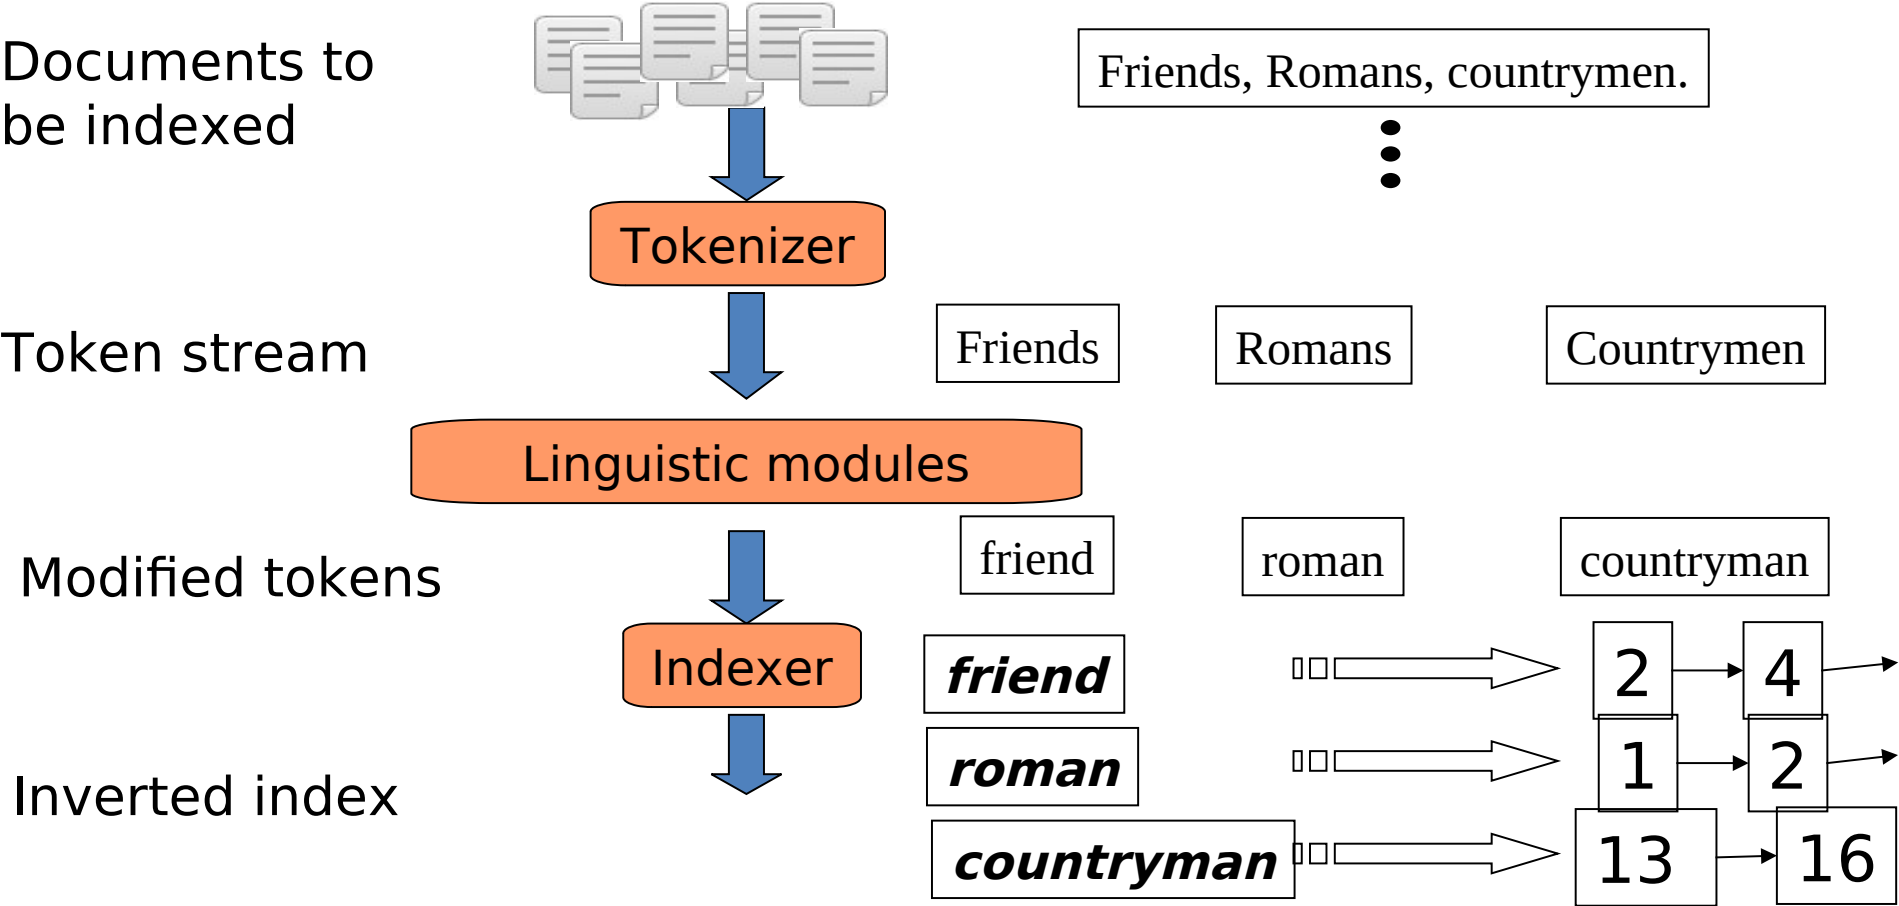 Documents to
be indexed
Friends, Romans, countrymen.
Tokenizer
Token stream
Friends
Romans
Countrymen
Linguistic modules
Modified tokens
friend
roman
countryman
Indexer
friend
2
4
roman
1
2
Inverted index
countryman
13
16